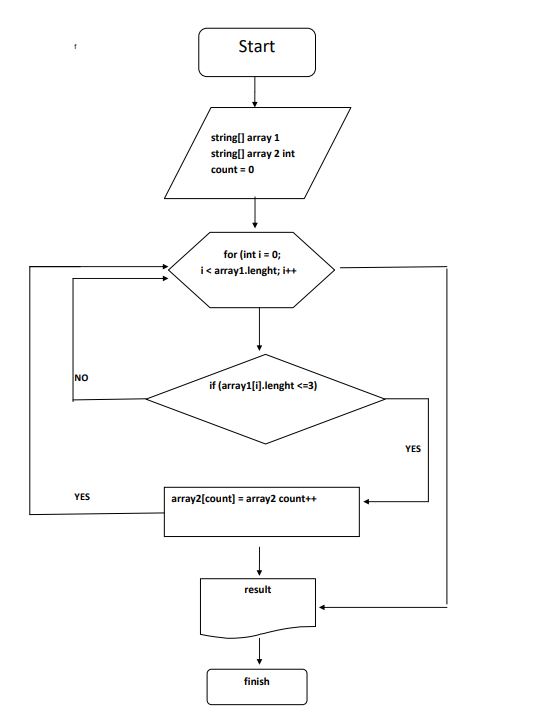 r
Start
string[] array 1
string[] array 2 int
count = 0
for (int i = 0;
i < array1.lenght; i++
if (array1[i].lenght <=3)
NO
YES
YES
array2[count] = array2 count++
result
finish